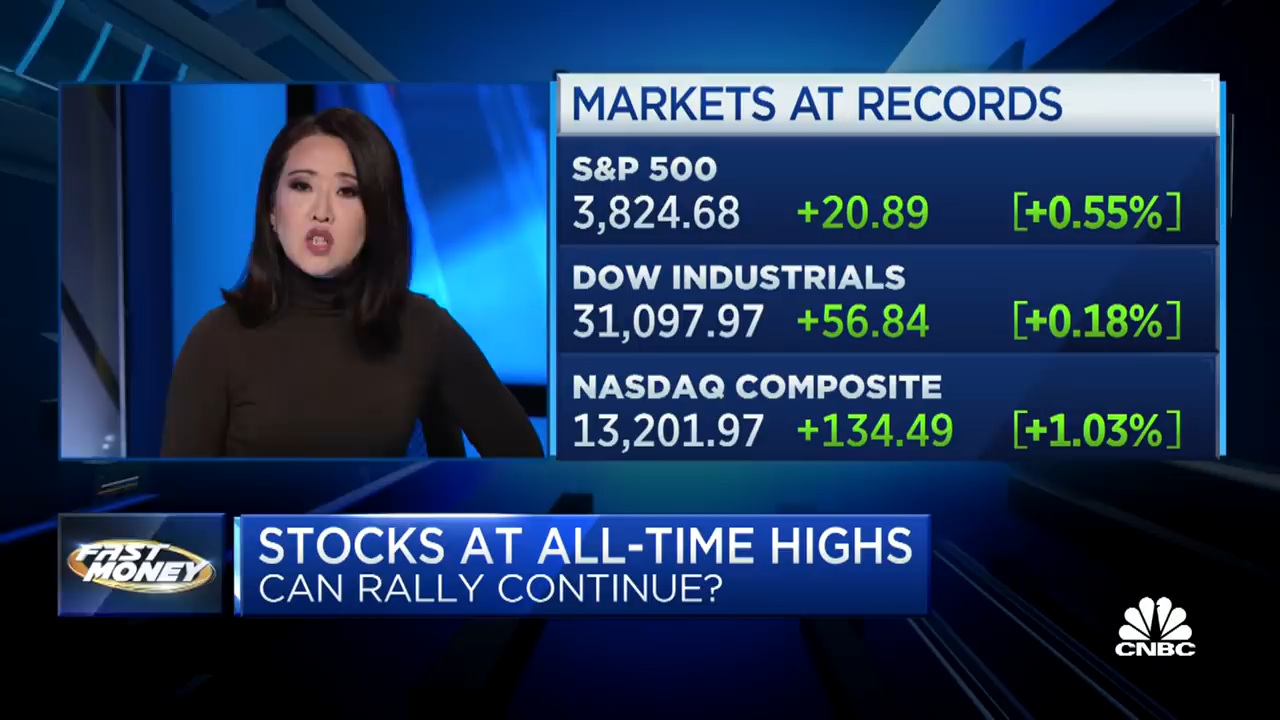 MARKETS AT RECORDS
S&P 500
3,824.68 +20.89 [+0.55%]
DOW INDUSTRIALS
31,097.97 +56.84 [+0.18%]
NASDAQ COMPOSITE
13,201.97 +134.49 [+1.03%]
FAST
MONEY
STOCKS AT ALL-TIME HIGHS
CAN RALLY CONTINUE?
CNBC